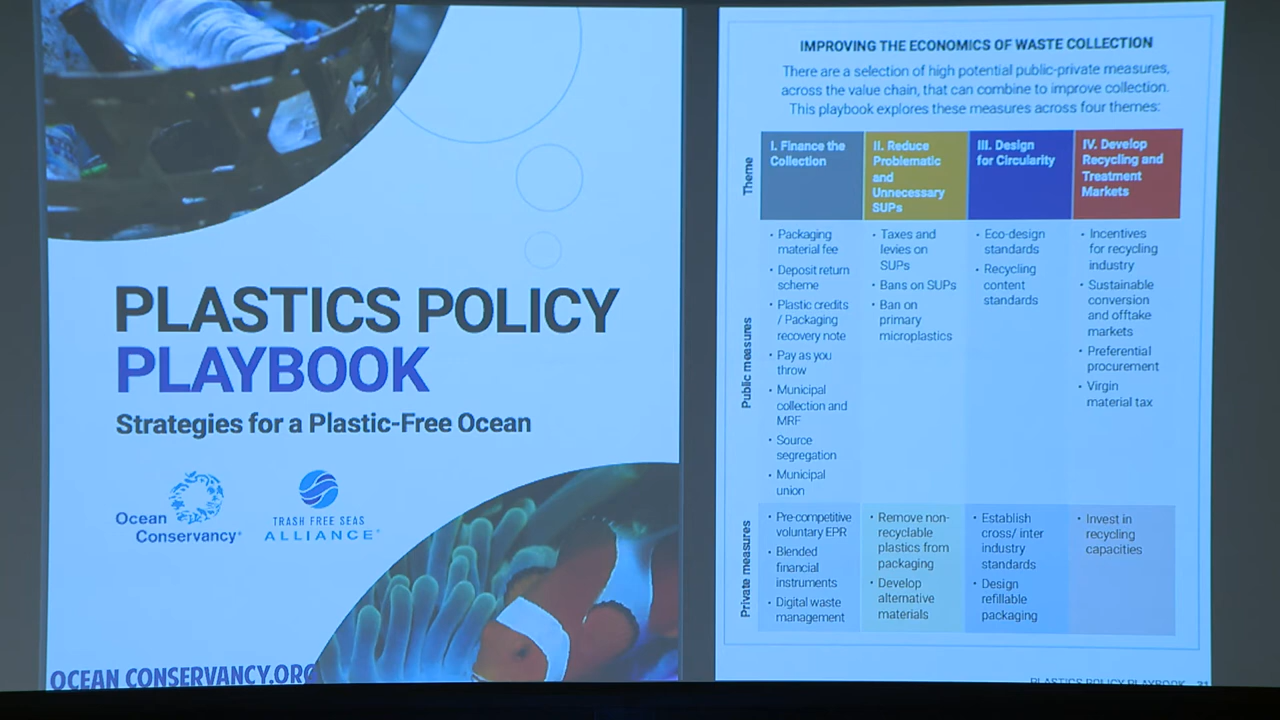 PLASTICS POLICY
PLAYBOOK
Strategies for a Plastic-Free Ocean
Ocean
Conservancy®
TRASH FREE SEAS
ALLIANCE®
OCEAN CONSERVANCY.ORG
IMPROVING THE ECONOMICS OF WASTE COLLECTION
There are a selection of high potential public-private measures,
across the value chain, that can combine to improve collection.
This playbook explores these measures across four themes:
Theme
I. Finance the
Collection
II. Reduce
Problematic
and
Unnecessary
SUPs
III. Design
for Circularity
IV. Develop
Recycling and
Treatment
Markets
Public measures
• Packaging
material fee
• Deposit return
scheme
• Plastic credits
/ Packaging
recovery note
• Pay as you
throw
• Municipal
collection and
MRF
• Source
segregation
• Municipal
union
• Taxes and
levies on
SUPs
• Bans on SUPs
• Ban on
primary
microplastics
• Eco-design
standards
• Recycling
content
standards
• Incentives
for recycling
industry
• Sustainable
conversion
and offtake
markets
• Preferential
procurement
• Virgin
material tax
Private measures
• Pre-competitive
voluntary EPR
• Blended
financial
instruments
• Digital waste
management
• Remove non-
recyclable
plastics from
packaging
• Develop
alternative
materials
• Establish
cross/ inter
industry
standards
• Design
refillable
packaging
• Invest in
recycling
capacities
PLASTICS POLICY PLAYBOOK 21